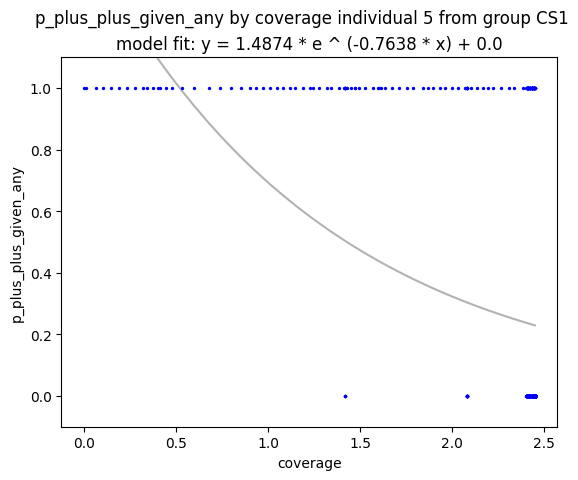 p_plus_plus_given_any by coverage individual 5 from group CS1
model fit: y = 1.4874 * e ^ (-0.7638 * x) + 0.0
1.0
0.8
0.6
0.4
0.2
0.0
p_plus_plus_given_any
0.0 0.5 1.0 1.5 2.0 2.5
coverage